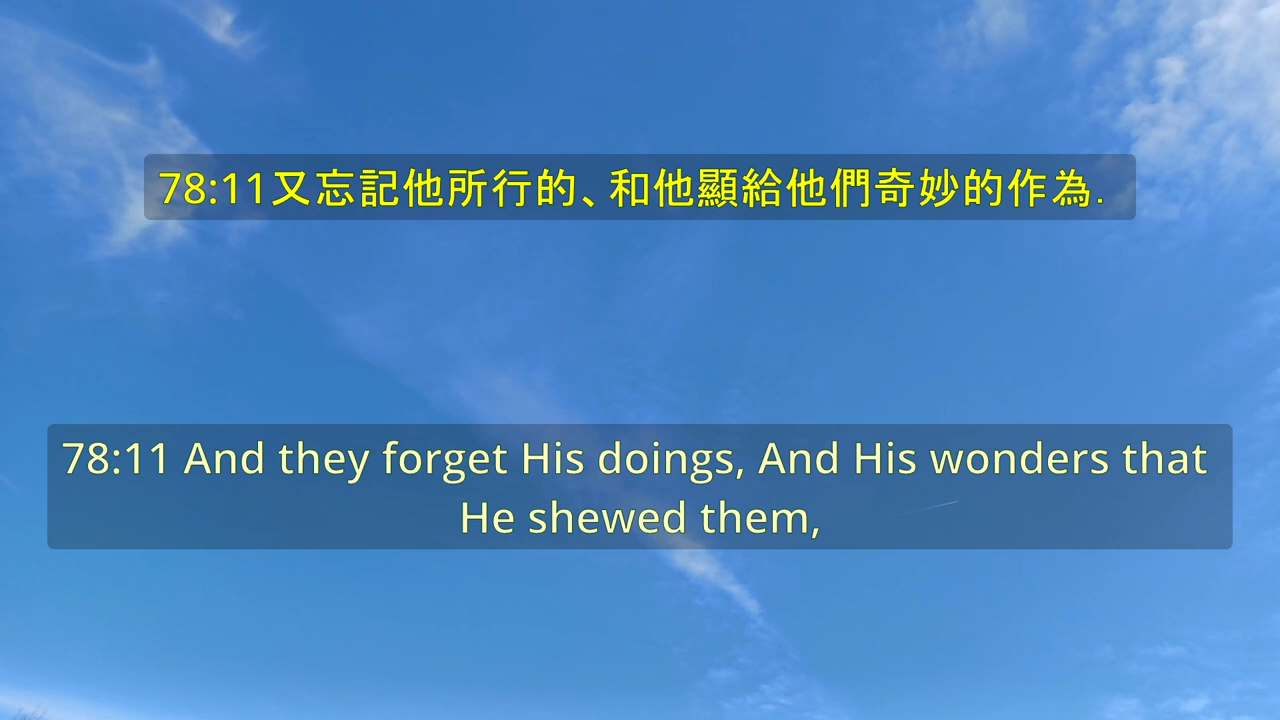 78:11又忘記他所行的、和他顯給他們奇妙的作為.
78:11 And they forget His doings, And His wonders that
He shewed them,